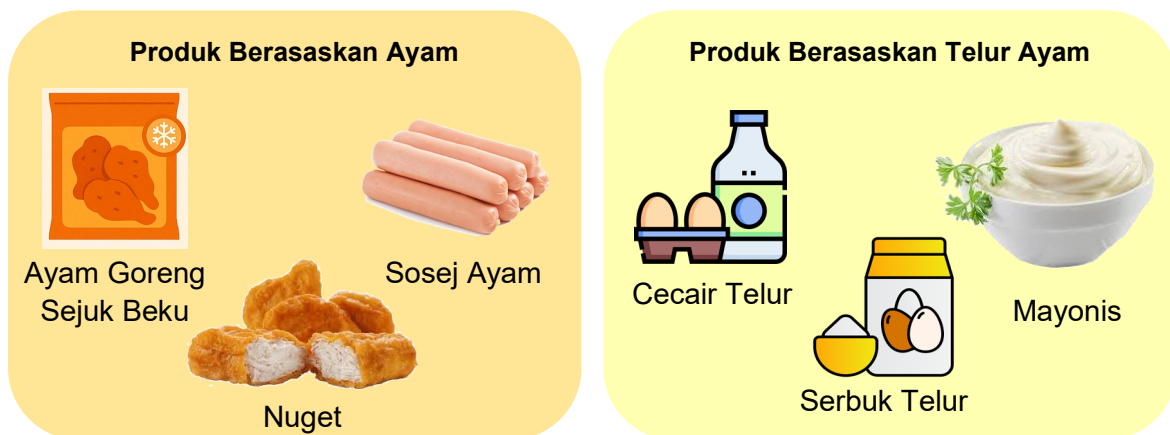 Produk Berasaskan Ayam
Ayam Goreng
Sejuk Beku
Sosej Ayam
Nuget
Produk Berasaskan Telur Ayam
Cecair Telur
Serbuk Telur
Mayonis